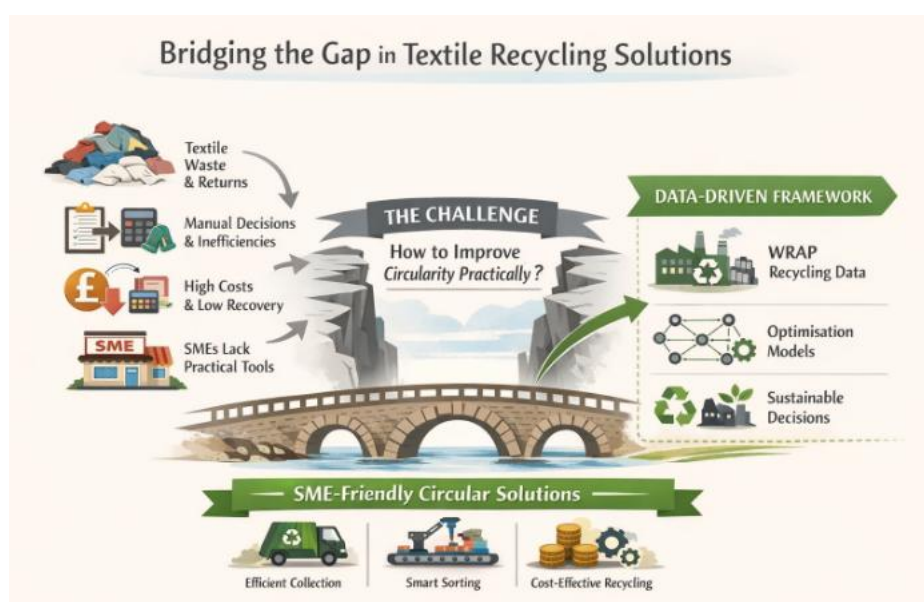 Bridging the Gap in Textile Recycling Solutions
Textile
Waste
& Returns
Manual Decisions
& Inefficiencies
£
High Costs
& Low Recovery
SME
SMEs Lack
Practical Tools
THE CHALLENGE
How to Improve
Circularity Practically?
DATA-DRIVEN FRAMEWORK
WRAP
Recycling Data
Optimisation
Models
Sustainable
Decisions
SME-Friendly Circular Solutions
Efficient Collection
Smart Sorting
Cost-Effective Recycling